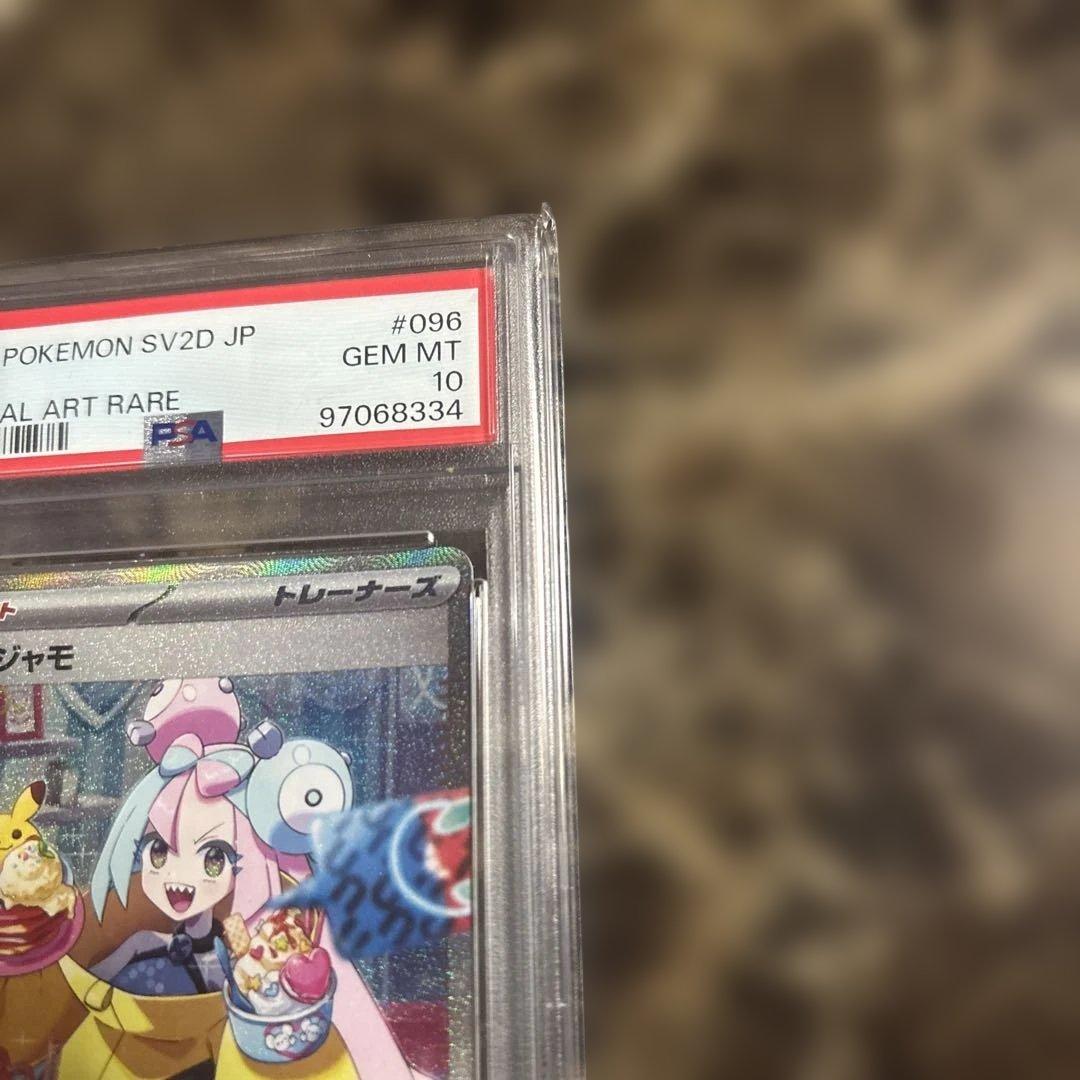 POKEMON SV2D JP #096
GEM MT
AL ART RARE 10
PSA 97068334
ト トレーナーズ
ジャモ